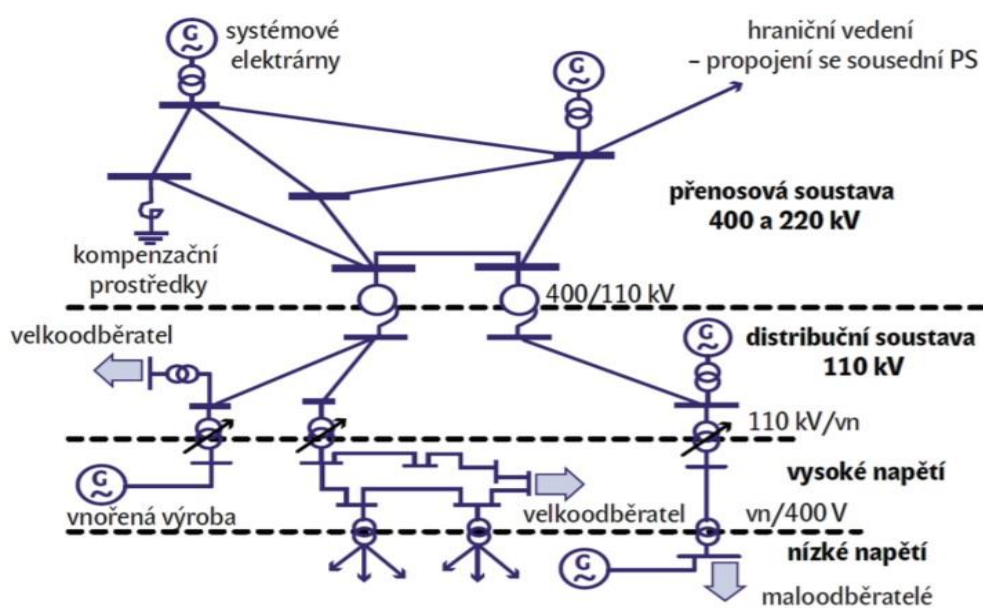 G
systémové
elektrárny
G
hraniční vedení
– propojení se sousední PS
přenosová soustava
400 a 220 kV
kompenzační
prostředky
400/110 kV
velkoodběratel
G
distribuční soustava
110 kV
110 kV/vn
G
vnořená výroba
vysoké napětí
velkoodběratel
vn/400 V
G
nízké napětí
maloodběratelé